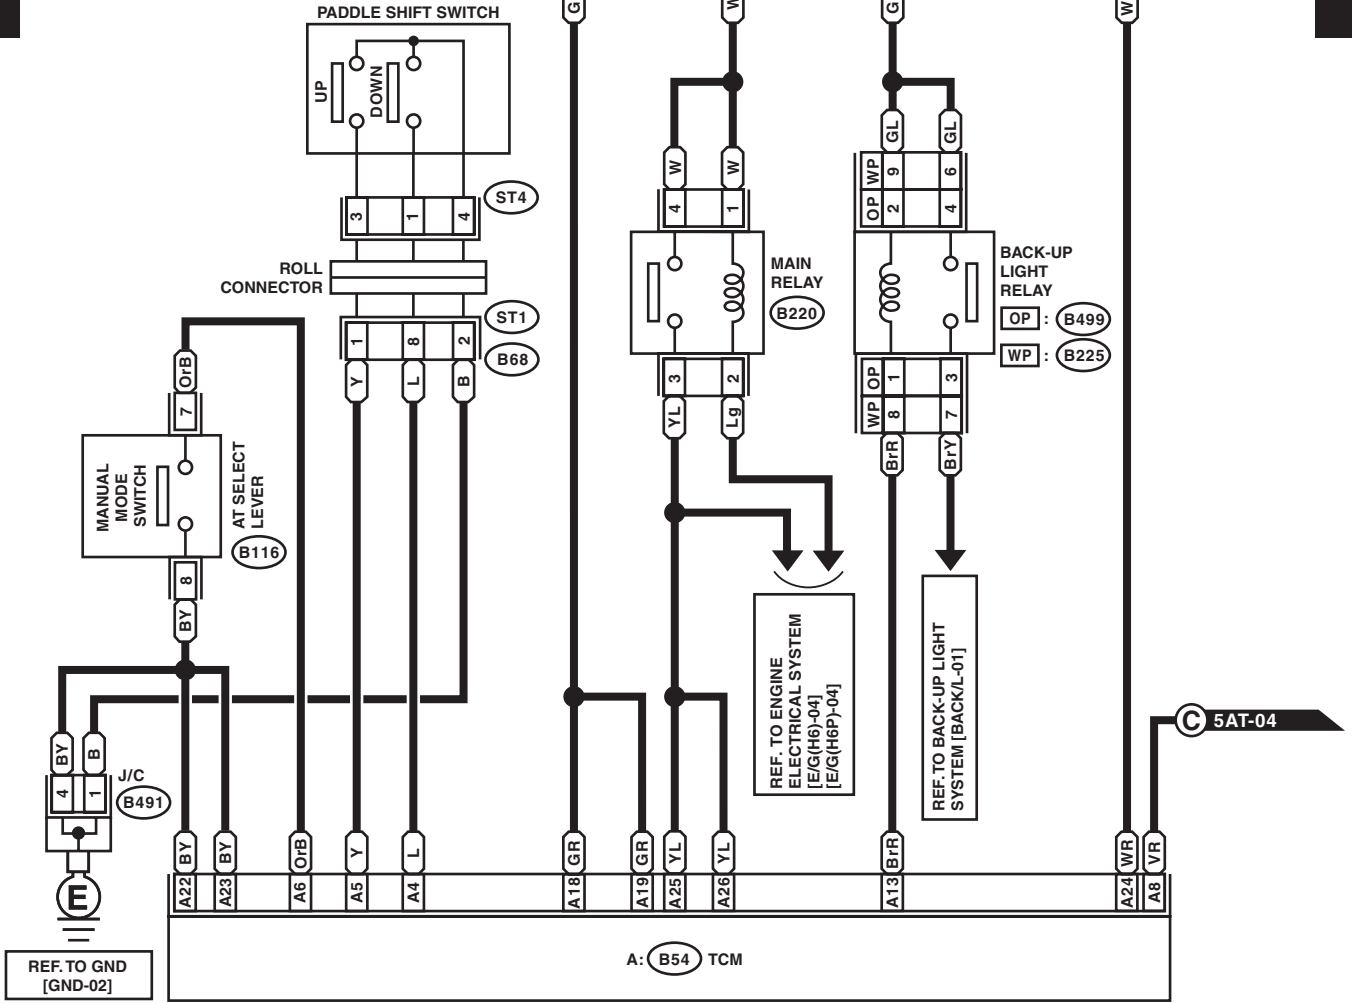 PADDLE SHIFT SWITCH
G
W
G
W
UP
DOWN
GL
GL
W
W
WP
9
6
OP
2
4
3
1
4
ST4
4
1
ROLL
CONNECTOR
MAIN
RELAY
B220
BACK-UP
LIGHT
RELAY
OP : B499
WP : B225
ST1
1
8
2
B68
OrB
Y
L
B
3
2
OP
1
3
WP
8
7
7
YL
Lg
BrR
BrY
MANUAL
MODE
SWITCH
AT SELECT
LEVER
B116
8
BY
REF. TO ENGINE
ELECTRICAL SYSTEM
[E/G(H6)-04]
[E/G(H6P)-04]
REF. TO BACK-UP LIGHT
SYSTEM [BACK/L-01]
C 5AT-04
BY
B
J/C
4
1
B491
BY
BY
OrB
Y
L
GR
GR
YL
YL
BrR
WR
VR
A22
A23
A6
A5
A4
A18
A19
A25
A26
A13
A24
A8
E
REF. TO GND
[GND-02]
A: B54 TCM